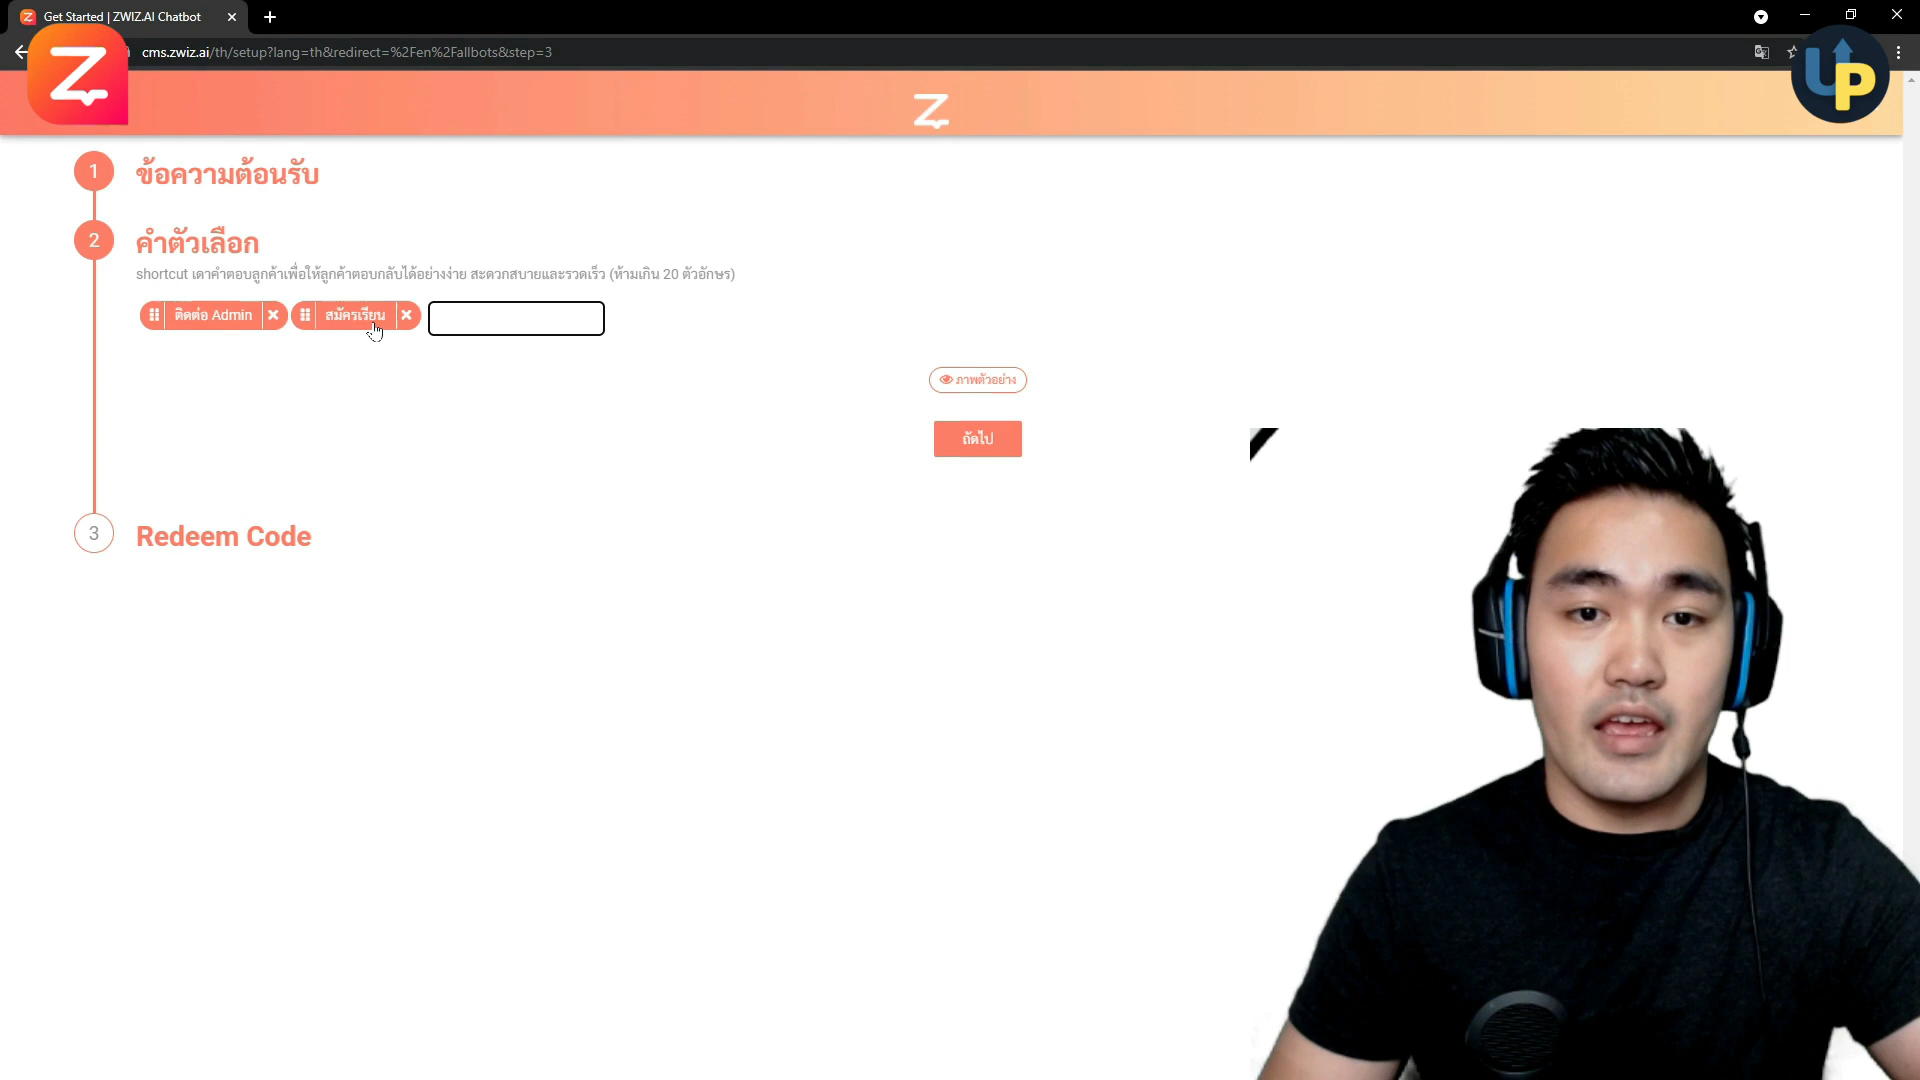 Get Started | ZWIZ.AI Chatbot
cms.zwiz.ai/th/setup?lang=th&redirect=%2Fen%2Fallbots&step=3
Z
UP
Z
1 ข้อความต้อนรับ
2 คำตัวเลือก
shortcut เดาคำตอบลูกค้าเพื่อให้ลูกค้าตอบกลับได้อย่างง่าย สะดวกสบายและรวดเร็ว (ห้ามเกิน 20 ตัวอักษร)
ติดต่อ Admin สมัครเรียน
ภาพตัวอย่าง
ถัดไป
3 Redeem Code